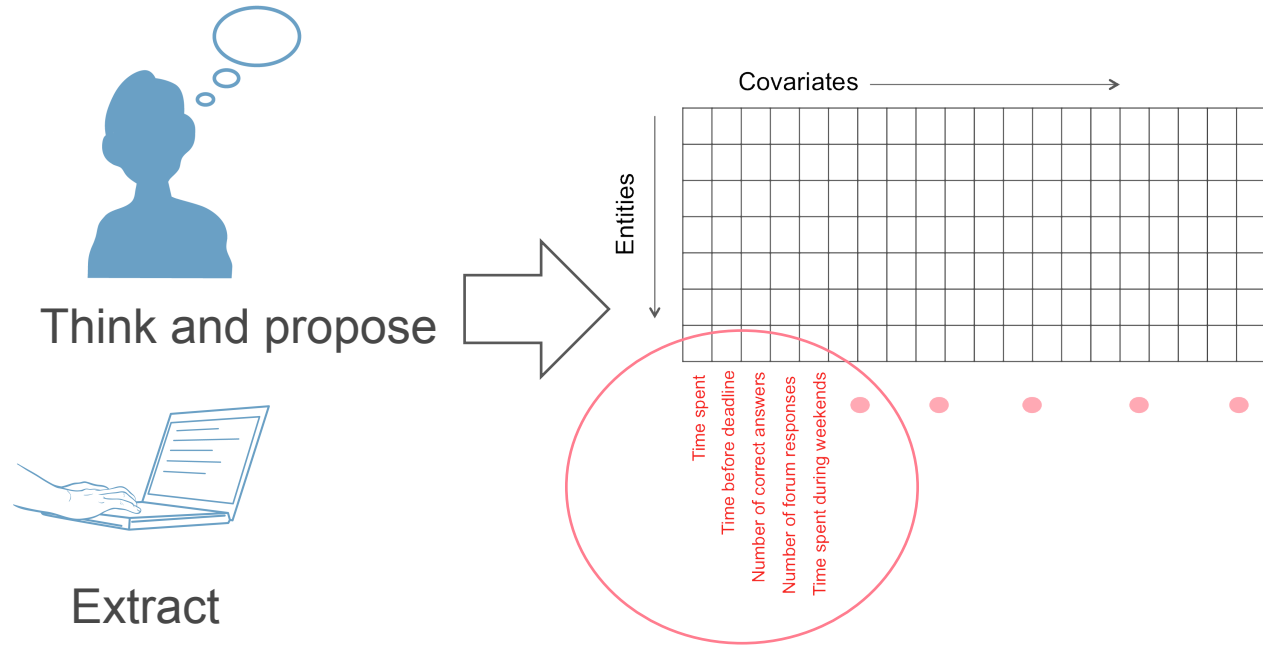 Think and propose
Extract
Covariates
Entities
Time spent
Time before deadline
Number of correct answers
Number of forum responses
Time spent during weekends